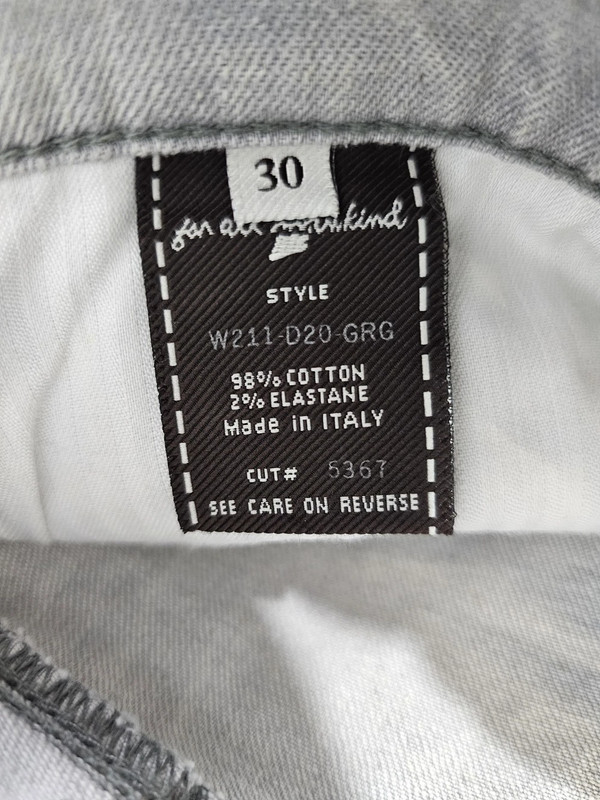 30
for all mankind
STYLE
W211-D20-GRG
98% COTTON
2% ELASTANE
Made in ITALY
CUT# 5367
SEE CARE ON REVERSE